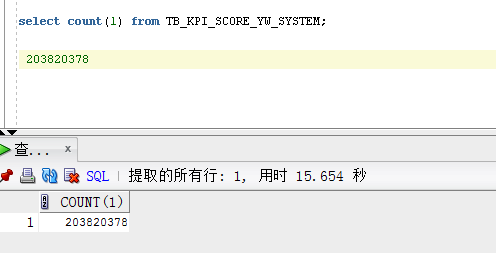 select count(1) from TB_KPI_SCORE_YW_SYSTEM;
203820378
查... x
SQL | 提取的所有行: 1, 用时 15.654 秒
COUNT(1)
1 203820378